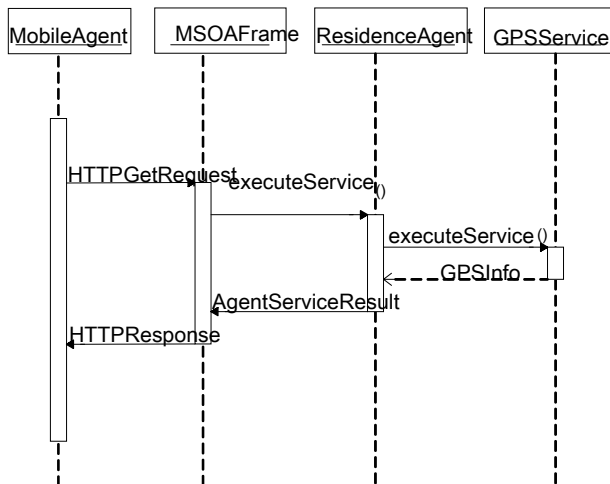 MobileAgent
MSOAFrame
ResidenceAgent
GPSService
HTTPGetRequest
executeService()
executeService()
GPSInfo
AgentServiceResult
HTTPResponse